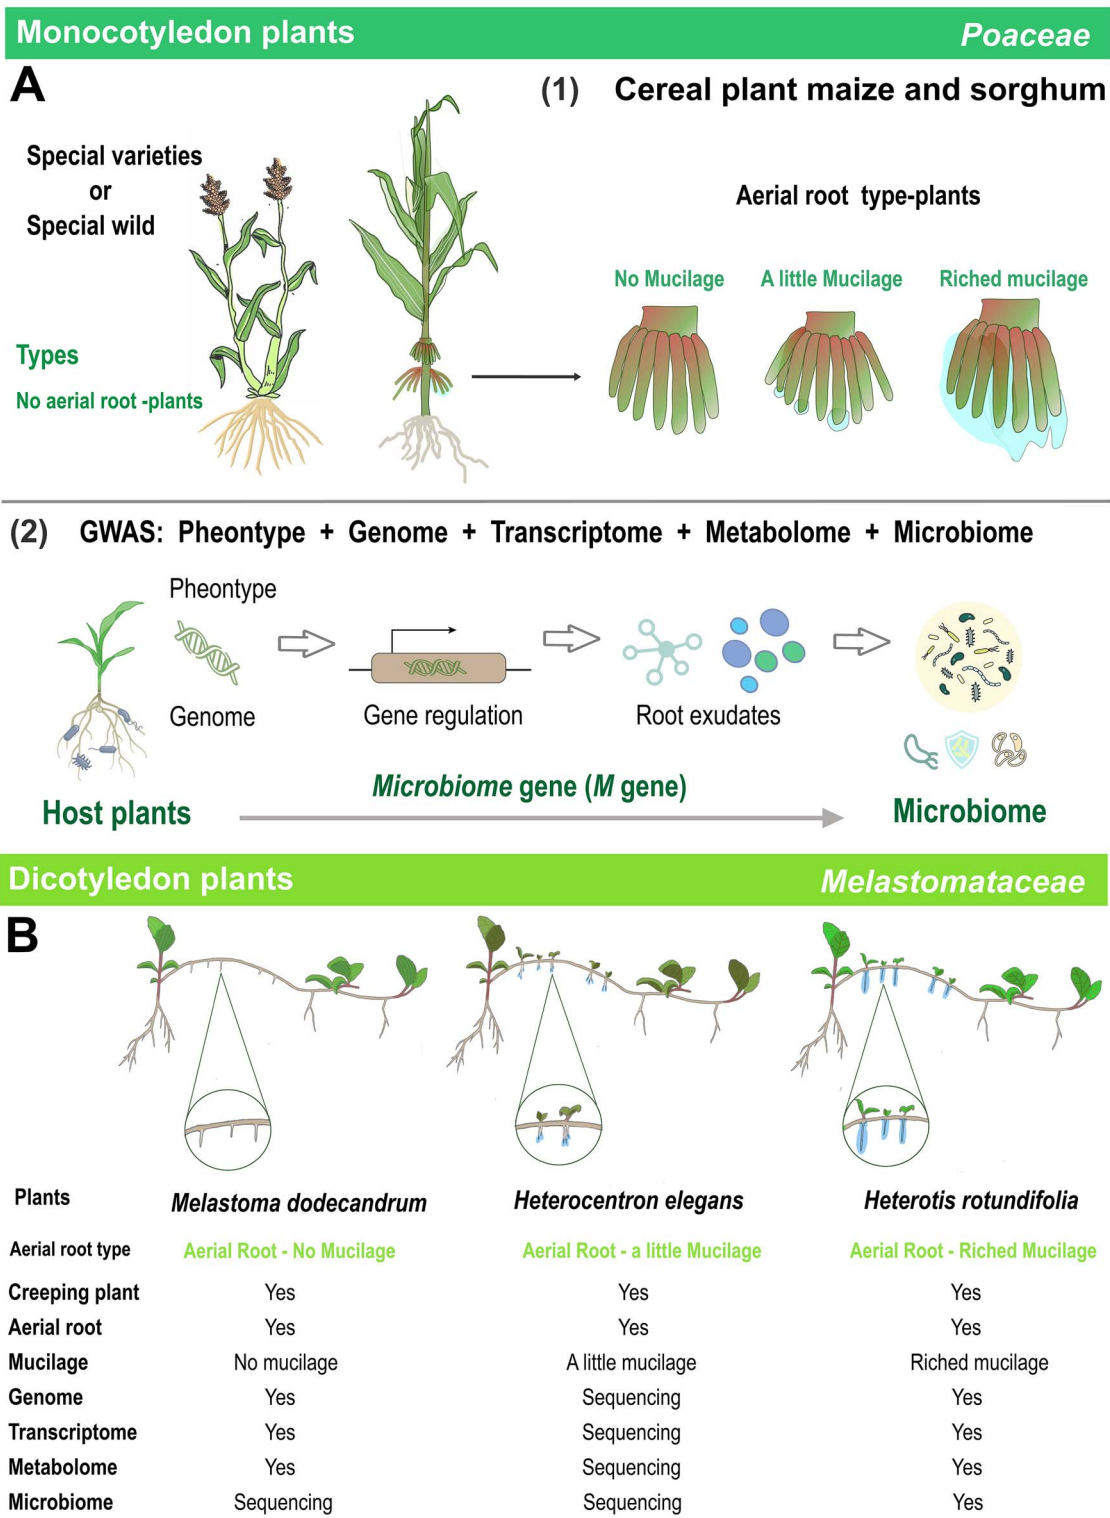 Monocotyledon plants Poaceae
A
(1) Cereal plant maize and sorghum
Special varieties
or
Special wild
Aerial root type-plants
No Mucilage A little Mucilage Riched mucilage
Types
No aerial root -plants
(2) GWAS: Pheontype + Genome + Transcriptome + Metabolome + Microbiome
Pheontype
Genome Gene regulation Root exudates
Microbiome gene (M gene)
Host plants Microbiome
Dicotyledon plants Melastomataceae
B
Plants Melastoma dodecandrum Heterocentron elegans Heterotis rotundifolia
Aerial root type Aerial Root - No Mucilage Aerial Root - a little Mucilage Aerial Root - Riched Mucilage
Creeping plant Yes Yes Yes
Aerial root Yes Yes Yes
Mucilage No mucilage A little mucilage Riched mucilage
Genome Yes Sequencing Yes
Transcriptome Yes Sequencing Yes
Metabolome Yes Sequencing Yes
Microbiome Sequencing Sequencing Yes